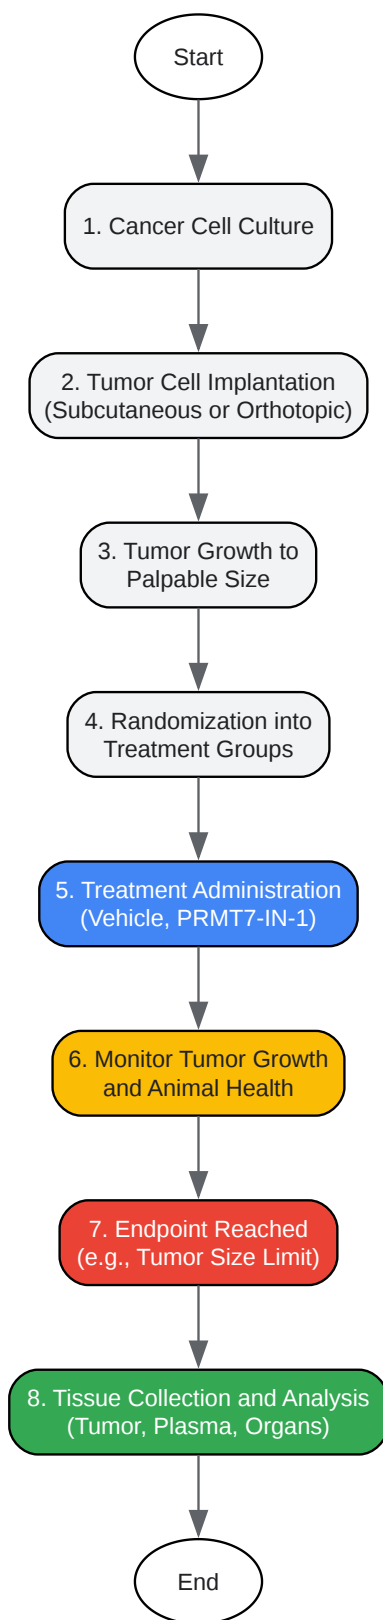 Start
1. Cancer Cell Culture
2. Tumor Cell Implantation
(Subcutaneous or Orthotopic)
3. Tumor Growth to
Palpable Size
4. Randomization into
Treatment Groups
5. Treatment Administration
(Vehicle, PRMT7-IN-1)
6. Monitor Tumor Growth
and Animal Health
7. Endpoint Reached
(e.g., Tumor Size Limit)
8. Tissue Collection and Analysis
(Tumor, Plasma, Organs)
End